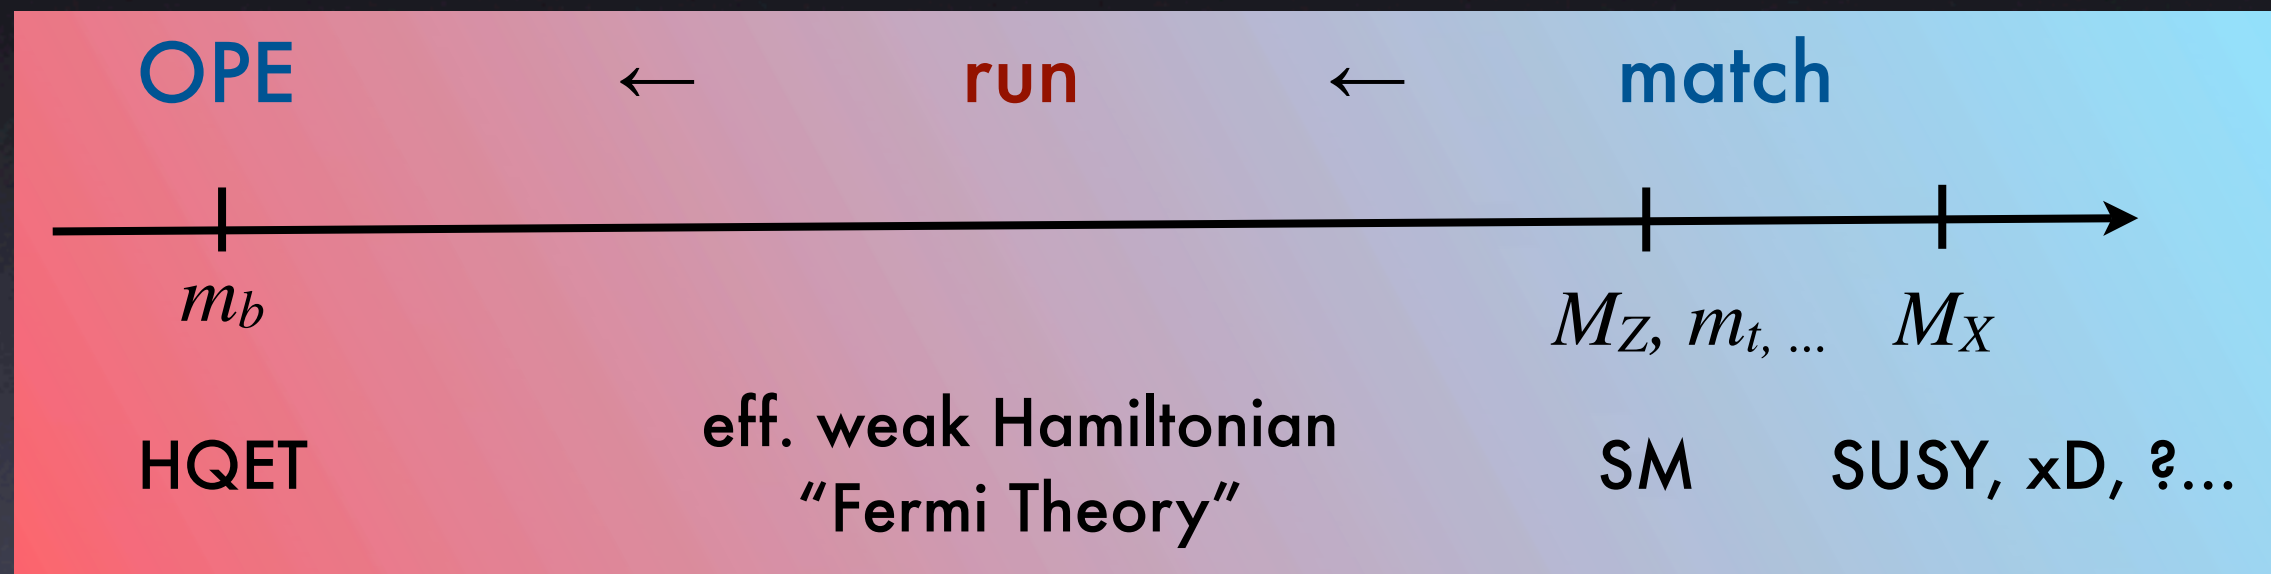 OPE ← run ← match
m_b M_Z, m_t, ... M_X
HQET eff. weak Hamiltonian SM SUSY, xD, ?...
“Fermi Theory”